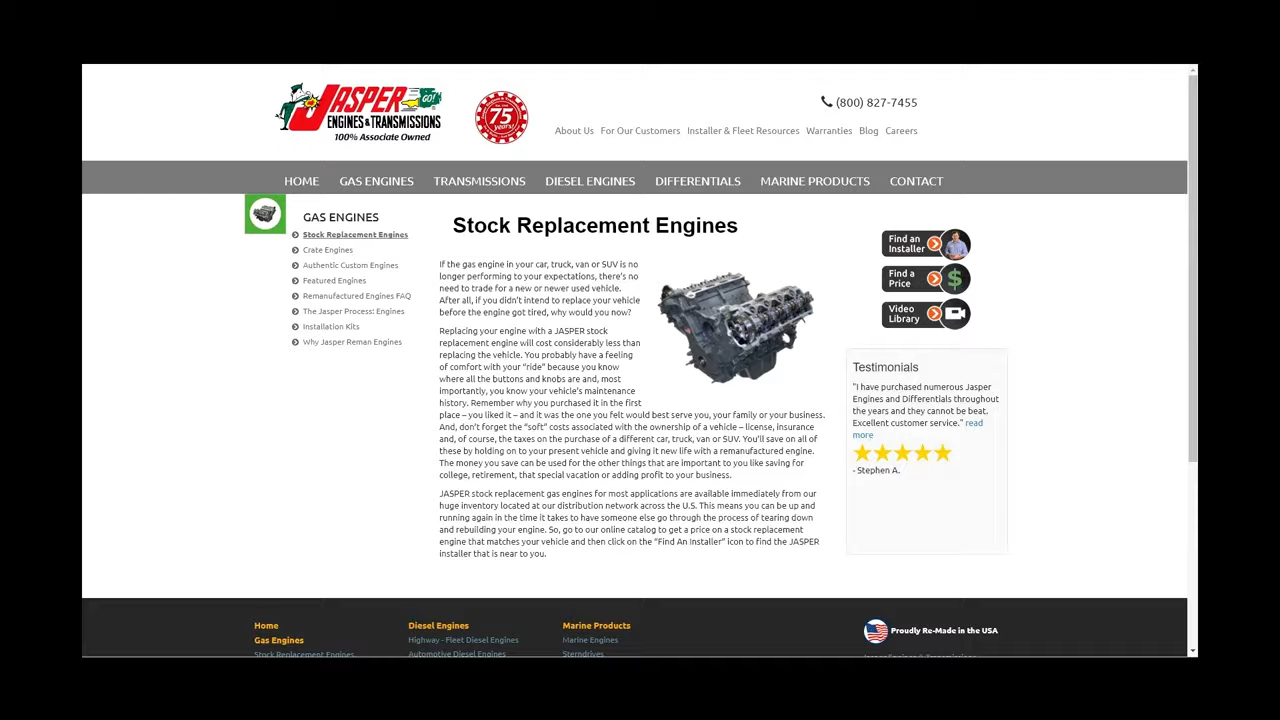 JASPER
GO!
ENGINES & TRANSMISSIONS
100% Associate Owned
75
Years!
(800) 827-7455
About Us
For Our Customers
Installer & Fleet Resources
Warranties
Blog
Careers
HOME
GAS ENGINES
TRANSMISSIONS
DIESEL ENGINES
DIFFERENTIALS
MARINE PRODUCTS
CONTACT
GAS ENGINES
Stock Replacement Engines
Crate Engines
Authentic Custom Engines
Featured Engines
Remanufactured Engines FAQ
The Jasper Process: Engines
Installation Kits
Why Jasper Reman Engines
Stock Replacement Engines
If the gas engine in your car, truck, van or SUV is no
longer performing to your expectations, there's no
need to trade for a new or newer used vehicle.
After all, if you didn't intend to replace your vehicle
before the engine got tired, why would you now?
Replacing your engine with a JASPER stock
replacement engine will cost considerably less than
replacing the vehicle. You probably have a feeling
of comfort with your "ride" because you know
where all the buttons and knobs are and, most
importantly, you know your vehicle's maintenance
history. Remember why you purchased it in the first
place – you liked it – and it was the one you felt would best serve you, your family or your business.
And, don't forget the "soft" costs associated with the ownership of a vehicle – license, insurance
and, of course, the taxes on the purchase of a different car, truck, van or SUV. You'll save on all of
these by holding on to your present vehicle and giving it new life with a remanufactured engine.
The money you save can be used for the other things that are important to you like saving for
college, retirement, that special vacation or adding profit to your business.
JASPER stock replacement gas engines for most applications are available immediately from our
huge inventory located at our distribution network across the U.S. This means you can be up and
running again in the time it takes to have someone else go through the process of tearing down
and rebuilding your engine. So, go to our online catalog to get a price on a stock replacement
engine that matches your vehicle and then click on the "Find An Installer" icon to find the JASPER
installer that is near to you.
Find an
Installer
Find a
Price
$
Video
Library
Testimonials
"I have purchased numerous Jasper
Engines and Differentials throughout
the years and they cannot be beat.
Excellent customer service." read
more
- Stephen A.
Home
Gas Engines
Stock Replacement Engines
Diesel Engines
Highway - Fleet Diesel Engines
Automotive Diesel Engines
Marine Products
Marine Engines
Sterndrives
Proudly Re-Made in the USA